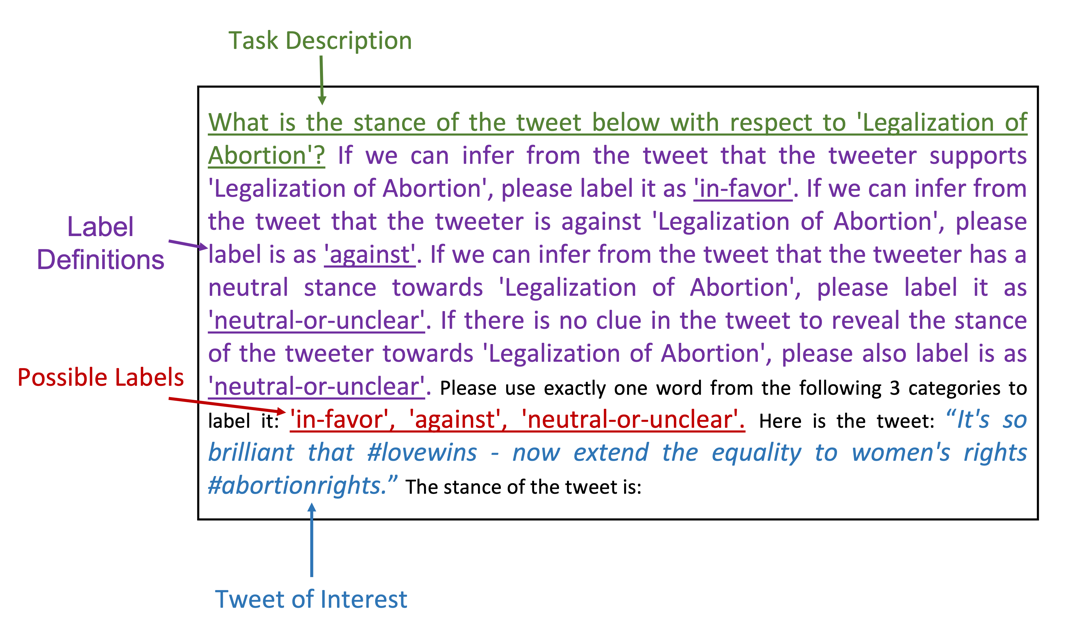 Task Description
What is the stance of the tweet below with respect to 'Legalization of
Abortion'? If we can infer from the tweet that the tweeter supports
'Legalization of Abortion', please label it as 'in-favor'. If we can infer from
the tweet that the tweeter is against 'Legalization of Abortion', please
label is as 'against'. If we can infer from the tweet that the tweeter has a
neutral stance towards 'Legalization of Abortion', please label it as
'neutral-or-unclear'. If there is no clue in the tweet to reveal the stance
of the tweeter towards 'Legalization of Abortion', please also label is as
'neutral-or-unclear'. Please use exactly one word from the following 3 categories to
label it: 'in-favor', 'against', 'neutral-or-unclear'. Here is the tweet: “It's so
brilliant that #lovewins - now extend the equality to women's rights
#abortionrights.” The stance of the tweet is:
Label
Definitions
Possible Labels
Tweet of Interest